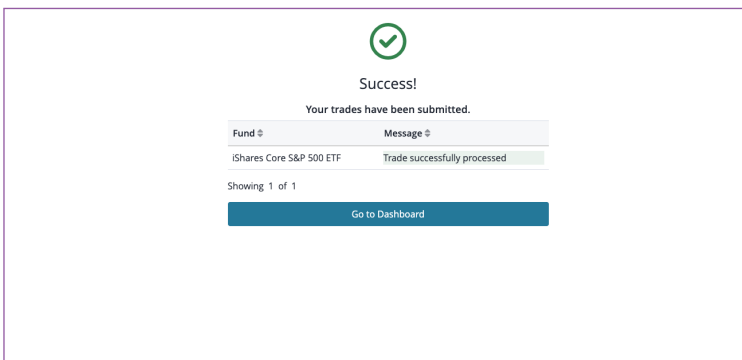 Success!
Your trades have been submitted.
Fund Message
iShares Core S&P 500 ETF Trade successfully processed
Showing 1 of 1
Go to Dashboard